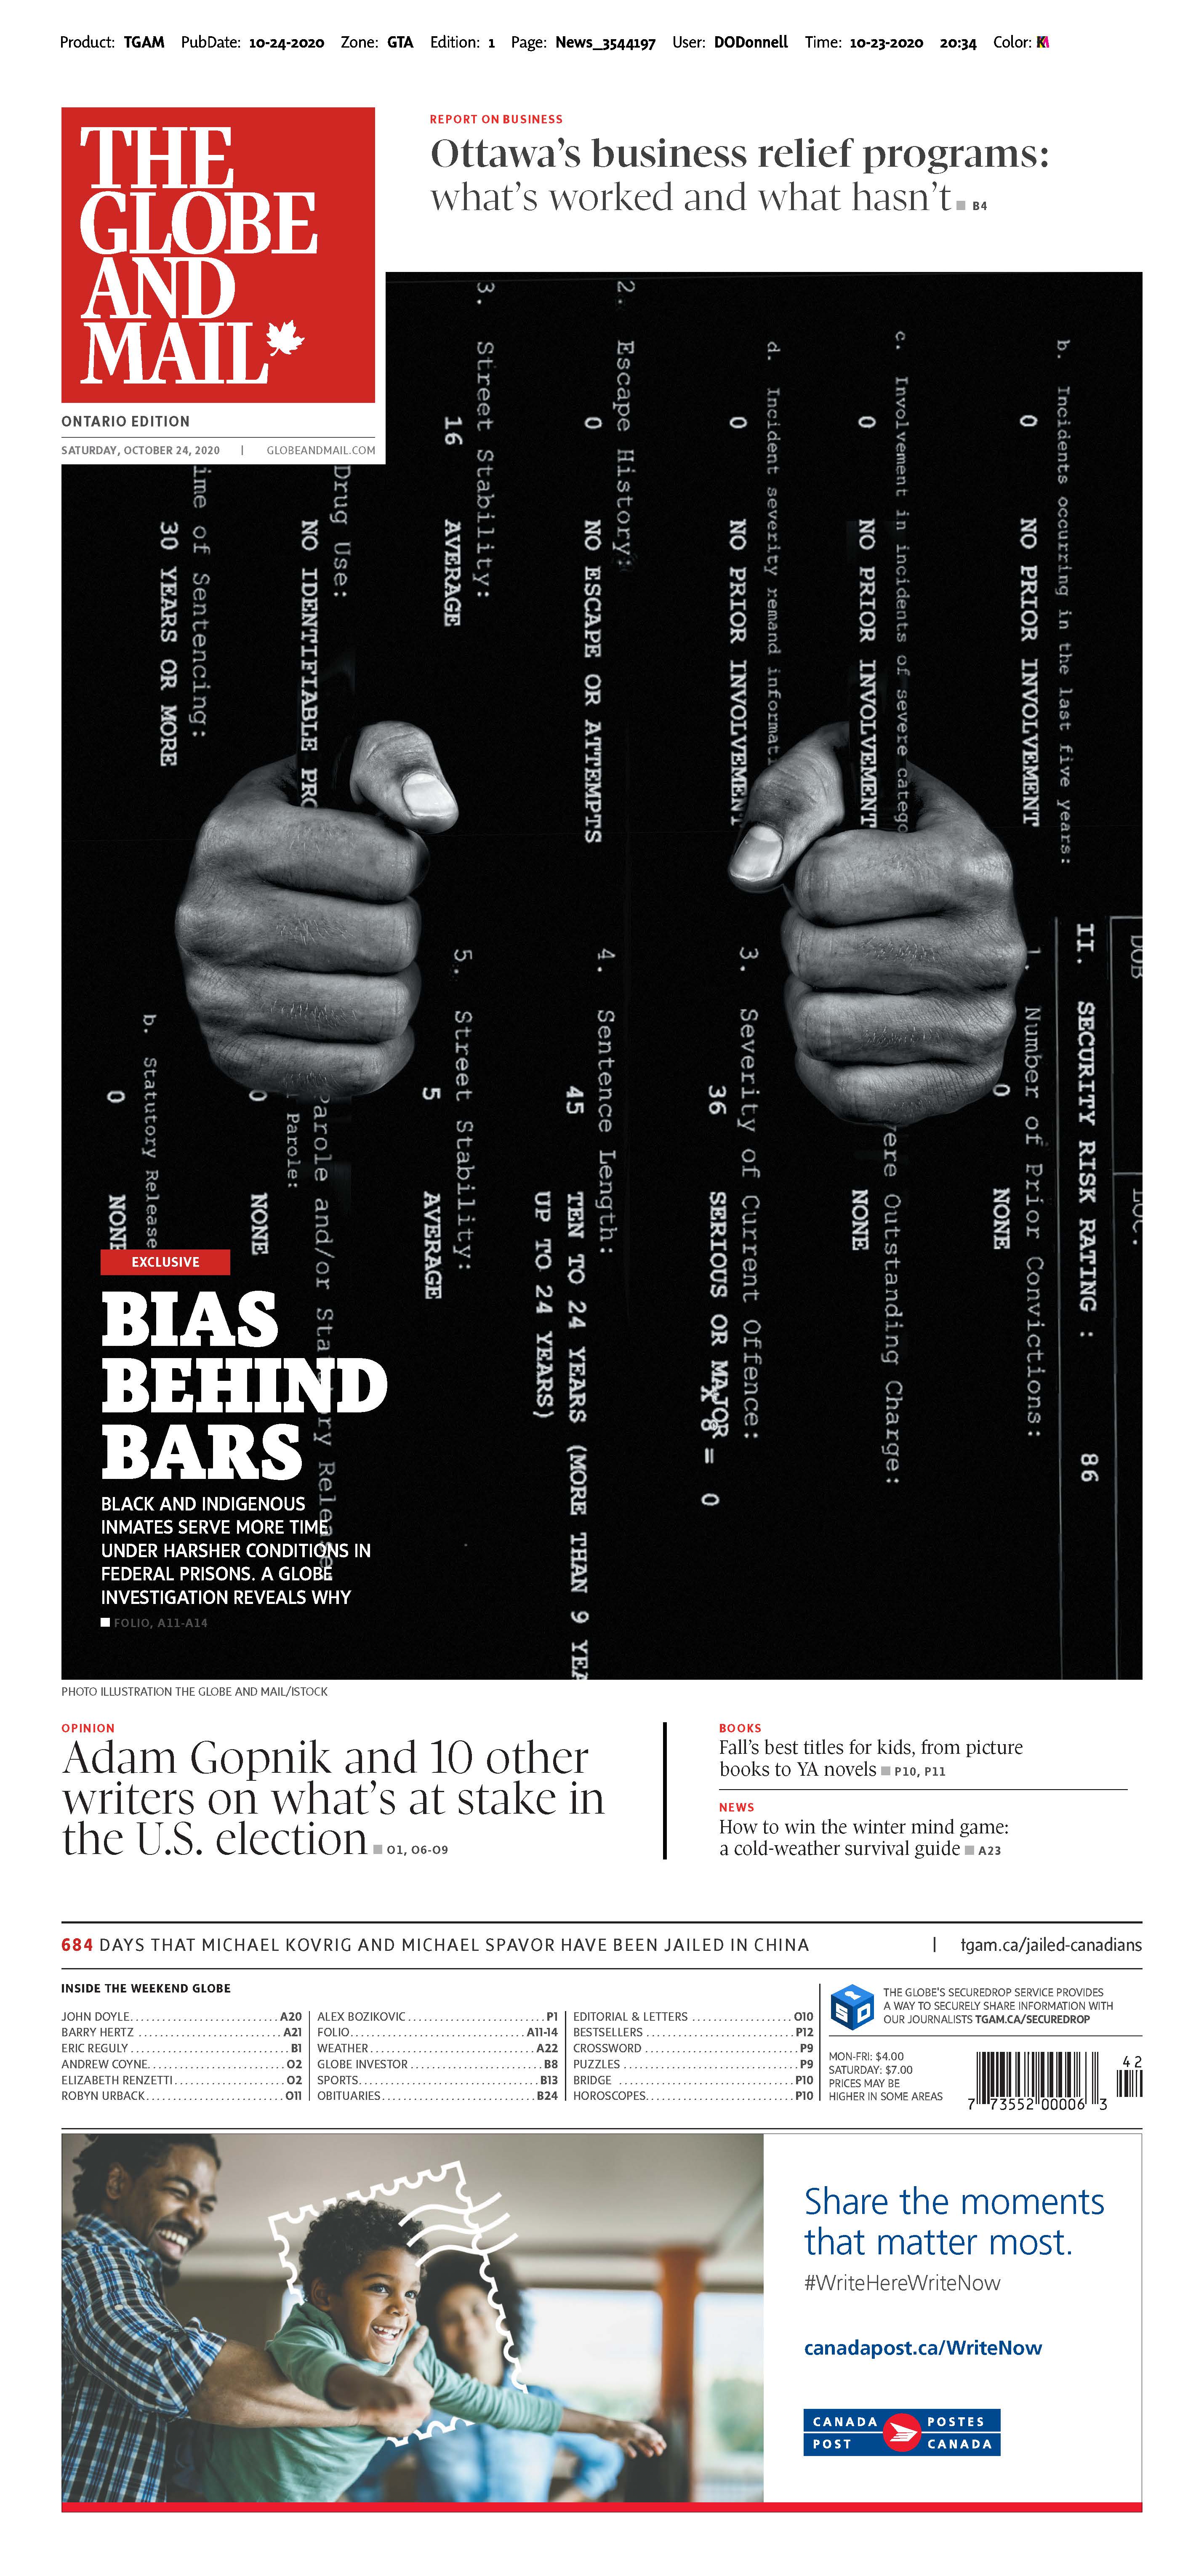 Product: TGAM PubDate: 10-24-2020 Zone: GTA Edition: 1 Page: News_3544197 User: DODonnell Time: 10-23-2020 20:34 Color: K
THE
GLOBE
AND
MAIL
ONTARIO EDITION
SATURDAY, OCTOBER 24, 2020 | GLOBEANDMAIL.COM
REPORT ON BUSINESS
Ottawa's business relief programs:
what's worked and what hasn't ■ B4
b. Incidents occurring in the last five years:
0 NO PRIOR INVOLVEMENT
c. Involvement in incidents of severe catego
0 NO PRIOR INVOLVEMENT
d. Incident severity remand informat
0 NO PRIOR INVOLVEMENT
2. Escape History:
0 NO ESCAPE OR ATTEMPTS
3. Street Stability:
16 AVERAGE
Drug Use:
NO IDENTIFIABLE PRO
ime of Sentencing:
30 YEARS OR MORE
DOB
LOC.
II. SECURITY RISK RATING : 86
1. Number of Prior Convictions:
0 NONE
ere Outstanding Charge:
NONE
3. Severity of Current Offence:
36 SERIOUS OR MAJOR
x 8 = 0
4. Sentence Length:
45 TEN TO 24 YEARS (MORE THAN 9 YEA
UP TO 24 YEARS)
5. Street Stability:
5 AVERAGE
Parole and/or Statutory Release
Parole:
0 NONE
b. Statutory Release
0 NONE
EXCLUSIVE
BIAS
BEHIND
BARS
BLACK AND INDIGENOUS
INMATES SERVE MORE TIME
UNDER HARSHER CONDITIONS IN
FEDERAL PRISONS. A GLOBE
INVESTIGATION REVEALS WHY
■ FOLIO, A11-A14
PHOTO ILLUSTRATION THE GLOBE AND MAIL/ISTOCK
OPINION
Adam Gopnik and 10 other
writers on what's at stake in
the U.S. election ■ O1, O6-O9
BOOKS
Fall's best titles for kids, from picture
books to YA novels ■ P10, P11
NEWS
How to win the winter mind game:
a cold-weather survival guide ■ A23
684 DAYS THAT MICHAEL KOVRIG AND MICHAEL SPAVOR HAVE BEEN JAILED IN CHINA | tgam.ca/jailed-canadians
INSIDE THE WEEKEND GLOBE
JOHN DOYLE A20
BARRY HERTZ A21
ERIC REGULY B1
ANDREW COYNE O2
ELIZABETH RENZETTI O2
ROBYN URBACK O11
ALEX BOZIKOVIC P1
FOLIO A11-14
WEATHER A22
GLOBE INVESTOR B8
SPORTS B13
OBITUARIES B24
EDITORIAL & LETTERS O10
BESTSELLERS P12
CROSSWORD P9
PUZZLES P9
BRIDGE P10
HOROSCOPES P10
SD
THE GLOBE'S SECUREDROP SERVICE PROVIDES
A WAY TO SECURELY SHARE INFORMATION WITH
OUR JOURNALISTS TGAM.CA/SECUREDROP
MON-FRI: $4.00
SATURDAY: $7.00
PRICES MAY BE
HIGHER IN SOME AREAS
42
7 73552 00006 3
Share the moments
that matter most.
#WriteHereWriteNow
canadapost.ca/WriteNow
CANADA POSTES
POST CANADA